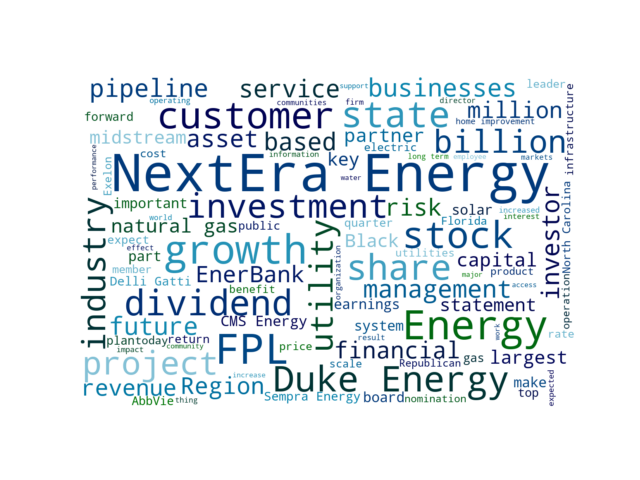 pipeline
service
support
businesses
leader
operating
communities
firm
director
million
forward
customer
state
home improvement
infrastructure
midstream
asset
based
partner
electric
billion
performance
cost
information
key
long term
employee
markets
Exelon
NextEra Energy
water
important
investment
risk
solar
increased
interest
world
natural gas
public
quarter
Florida
stock
investor
North Carolina
industry
expect
effect
part
growth
utility
Black
utilities
capital
member
EnerBank
organization
share
major
product
Delli Gatti
benefit
management
access
operation
dividend
earnings
statement
future
CMS Energy
system
Energy
work
rate
plantoday
return
FPL
price
result
impact
community
financial
gas
largest
project
scale
Republican
revenue
Region
increase
Duke Energy
make
top
expected
AbbVie
thing
Sempra Energy
board
nomination